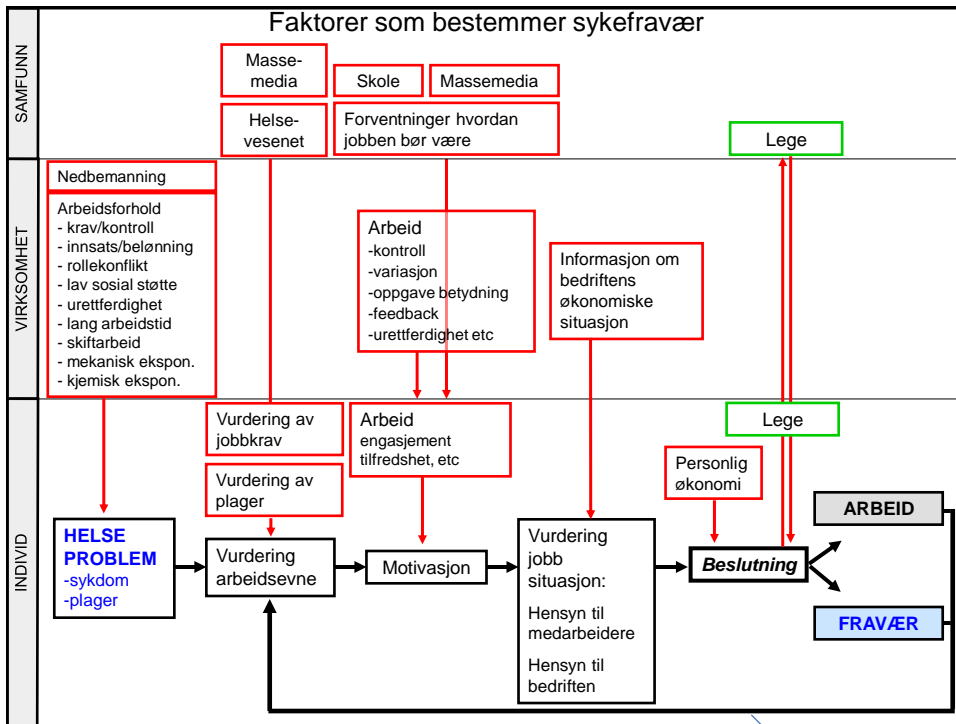 Faktorer som bestemmer sykefravær
SAMFUNN
Masse-
media
Helse-
vesenet
Skole
Massemedia
Forventninger hvordan
jobben bør være
Lege
VIRKSOMHET
Nedbemanning
Arbeidsforhold
- krav/kontroll
- innsats/belønning
- rollekonflikt
- lav sosial støtte
- urettferdighet
- lang arbeidstid
- skiftarbeid
- mekanisk ekspon.
- kjemisk ekspon.
Arbeid
-kontroll
-variasjon
-oppgave betydning
-feedback
-urettferdighet etc
Informasjon om
bedriftens
økonomiske
situasjon
INDIVID
Vurdering av
jobbkrav
Vurdering av
plager
Arbeid
engasjement
tilfredshet, etc
Lege
Personlig
økonomi
HELSE
PROBLEM
-sykdom
-plager
Vurdering
arbeidsevne
Motivasjon
Vurdering
jobb
situasjon:
Hensyn til
medarbeidere
Hensyn til
bedriften
Beslutning
ARBEID
FRAVÆR